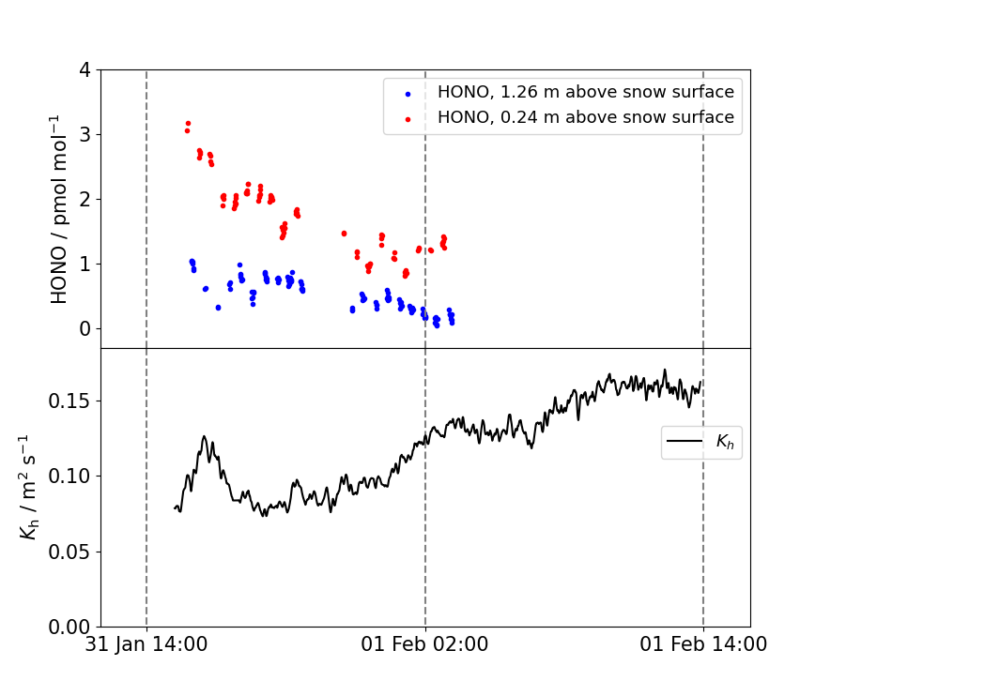 4
3
2
1
0
HONO / pmol mol⁻¹
HONO, 1.26 m above snow surface
HONO, 0.24 m above snow surface
0.15
0.10
0.05
0.00
K_h / m² s⁻¹
K_h
31 Jan 14:00
01 Feb 02:00
01 Feb 14:00